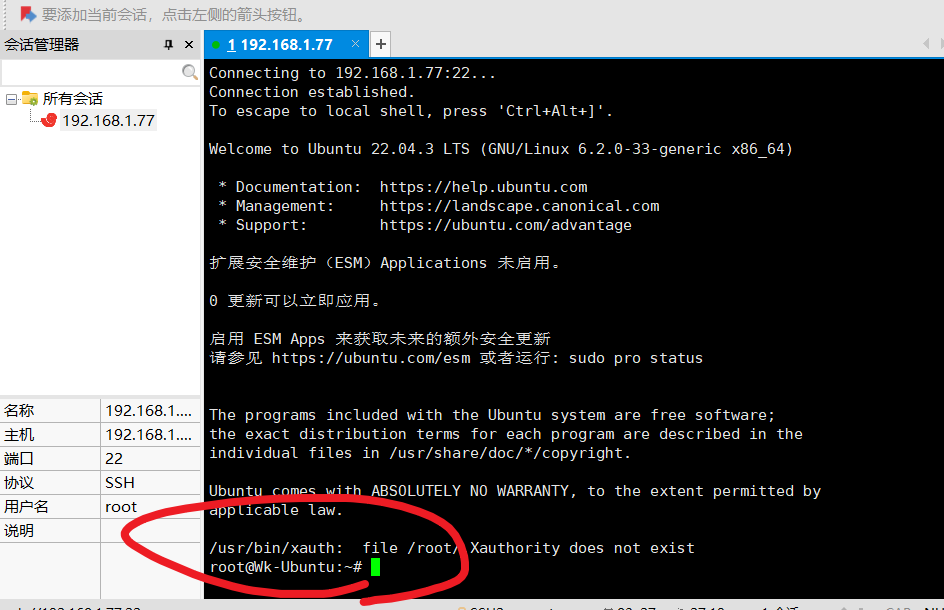 要添加当前会话，点击左侧的箭头按钮。
会话管理器
1 192.168.1.77
所有会话
192.168.1.77
名称 192.168.1....
主机 192.168.1....
端口 22
协议 SSH
用户名 root
说明
Connecting to 192.168.1.77:22...
Connection established.
To escape to local shell, press 'Ctrl+Alt+]'.
Welcome to Ubuntu 22.04.3 LTS (GNU/Linux 6.2.0-33-generic x86_64)
* Documentation: https://help.ubuntu.com
* Management: https://landscape.canonical.com
* Support: https://ubuntu.com/advantage
扩展安全维护（ESM）Applications 未启用。
0 更新可以立即应用。
启用 ESM Apps 来获取未来的额外安全更新
请参见 https://ubuntu.com/esm 或者运行: sudo pro status
The programs included with the Ubuntu system are free software;
the exact distribution terms for each program are described in the
individual files in /usr/share/doc/*/copyright.
Ubuntu comes with ABSOLUTELY NO WARRANTY, to the extent permitted by
applicable law.
/usr/bin/xauth: file /root/.Xauthority does not exist
root@Wk-Ubuntu:~#